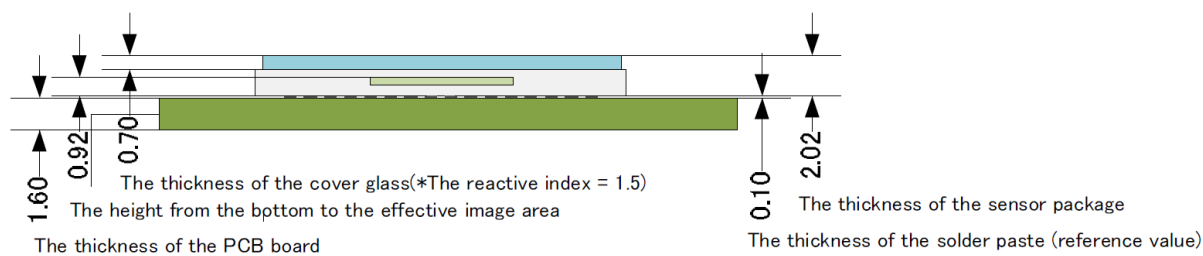 1.60
0.92
0.70
0.10
2.02
The thickness of the cover glass(*The reactive index = 1.5)
The height from the bottom to the effective image area
The thickness of the sensor package
The thickness of the PCB board
The thickness of the solder paste (reference value)